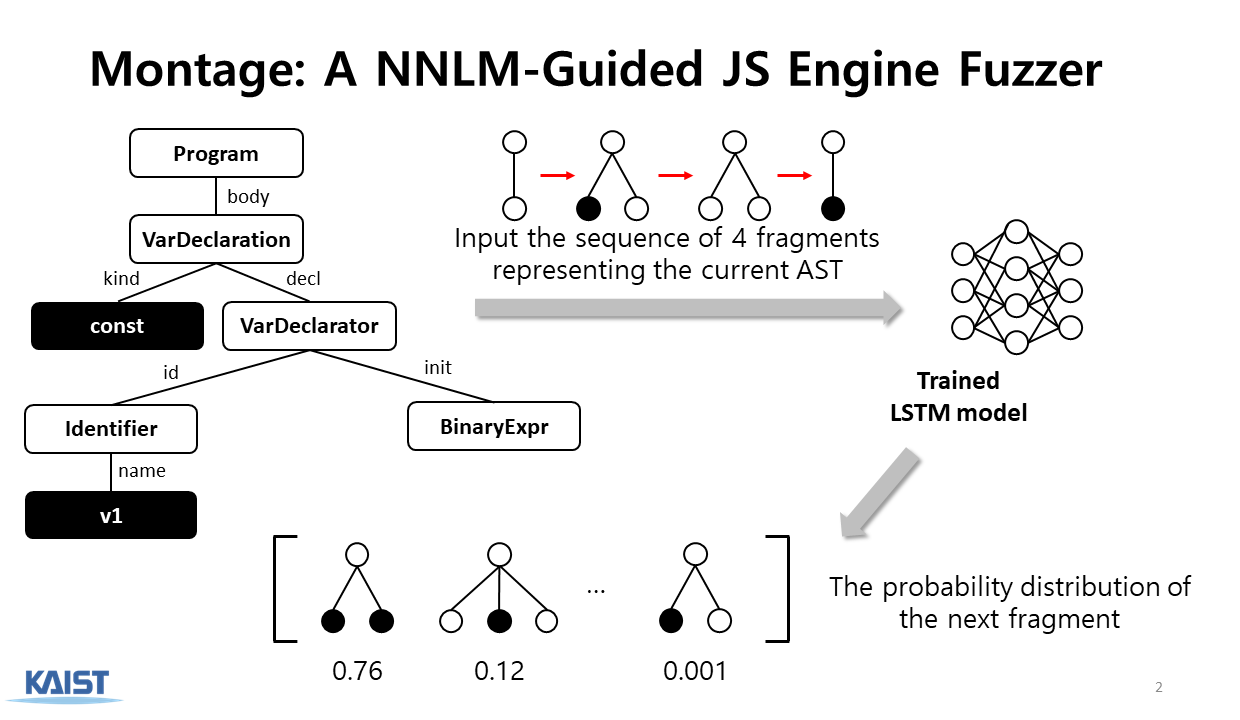 Montage: A NNLM-Guided JS Engine Fuzzer
Program
body
VarDeclaration
kind
decl
const
VarDeclarator
id
init
Identifier
BinaryExpr
name
v1
Input the sequence of 4 fragments
representing the current AST
Trained
LSTM model
...
0.76
0.12
0.001
The probability distribution of
the next fragment
KAIST
2